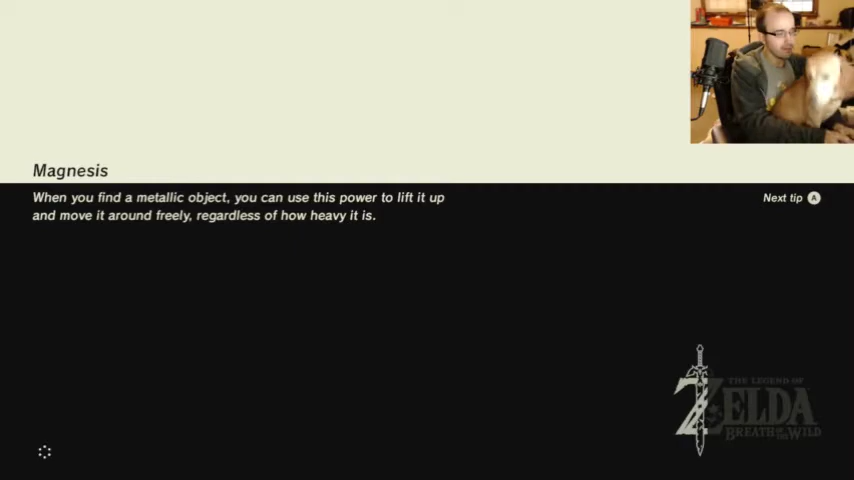 Magnesis
When you find a metallic object, you can use this power to lift it up
and move it around freely, regardless of how heavy it is.
Next tip A
THE LEGEND OF
ZELDA
BREATH OF THE WILD